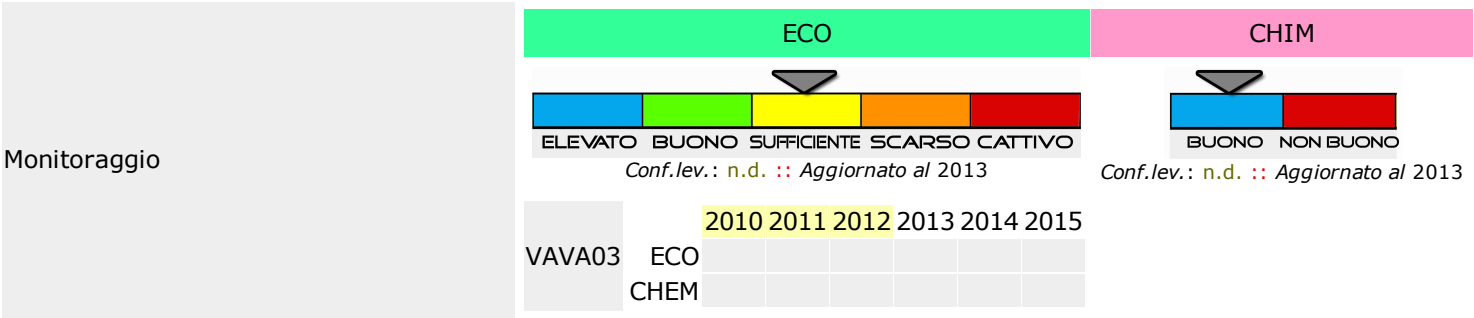 ECO CHIM
ELEVATO BUONO SUFFICIENTE SCARSO CATTIVO BUONO NON BUONO
Monitoraggio
Conf.lev.: n.d. :: Aggiornato al 2013 Conf.lev.: n.d. :: Aggiornato al 2013
2010 2011 2012 2013 2014 2015
VAVA03 ECO
CHEM